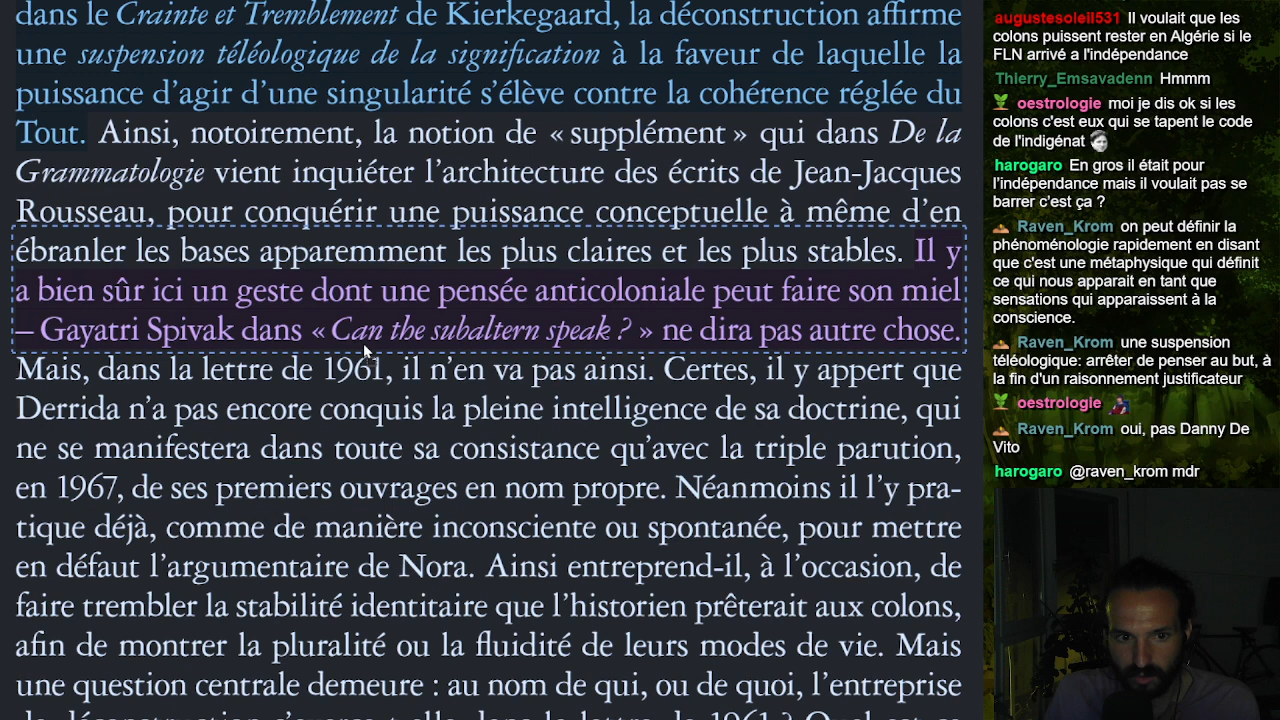 dans le Crainte et Tremblement de Kierkegaard, la déconstruction affirme
une suspension téléologique de la signification à la faveur de laquelle la
puissance d’agir d’une singularité s’élève contre la cohérence réglée du
Tout. Ainsi, notoirement, la notion de « supplément » qui dans De la
Grammatologie vient inquiéter l’architecture des écrits de Jean-Jacques
Rousseau, pour conquérir une puissance conceptuelle à même d’en
ébranler les bases apparemment les plus claires et les plus stables. Il y
a bien sûr ici un geste dont une pensée anticoloniale peut faire son miel
– Gayatri Spivak dans « Can the subaltern speak ? » ne dira pas autre chose.
Mais, dans la lettre de 1961, il n’en va pas ainsi. Certes, il y appert que
Derrida n’a pas encore conquis la pleine intelligence de sa doctrine, qui
ne se manifestera dans toute sa consistance qu’avec la triple parution,
en 1967, de ses premiers ouvrages en nom propre. Néanmoins il l’y pra-
tique déjà, comme de manière inconsciente ou spontanée, pour mettre
en défaut l’argumentaire de Nora. Ainsi entreprend-il, à l’occasion, de
faire trembler la stabilité identitaire que l’historien prêterait aux colons,
afin de montrer la pluralité ou la fluidité de leurs modes de vie. Mais
une question centrale demeure : au nom de qui, ou de quoi, l’entreprise
augustesoleil531 Il voulait que les
colons puissent rester en Algérie si le
FLN arrivé a l'indépendance
Thierry_Emsavadenn Hmmm
oestrologie moi je dis ok si les
colons c'est eux qui se tapent le code
de l'indigénat
harogaro En gros il était pour
l'indépendance mais il voulait pas se
barrer c'est ça ?
Raven_Krom on peut définir la
phénoménologie rapidement en disant
que c'est une métaphysique qui définit
ce qui nous apparait en tant que
sensations qui apparaissent à la
conscience.
Raven_Krom une suspension
téléologique: arrêter de penser au but, à
la fin d'un raisonnement justificateur
oestrologie
Raven_Krom oui, pas Danny De
Vito
harogaro @raven_krom mdr